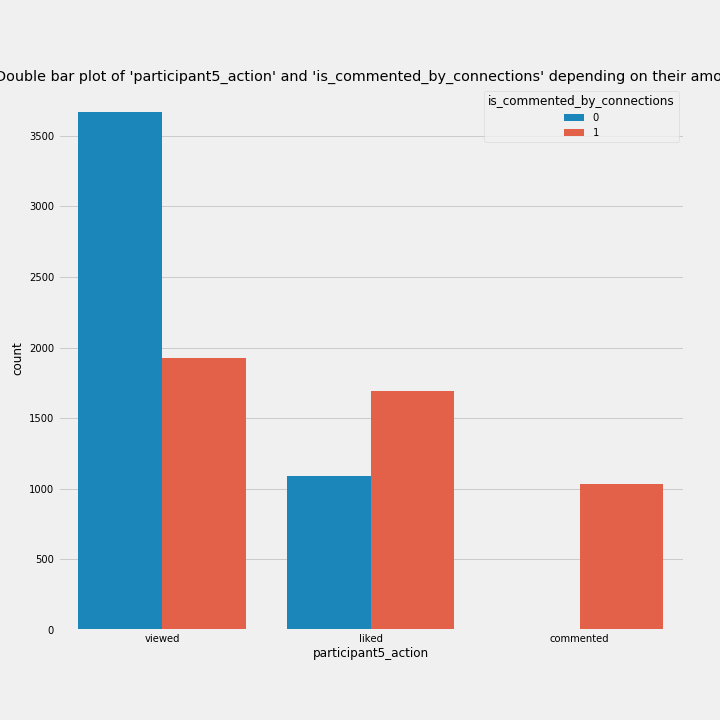 Double bar plot of 'participant5_action' and 'is_commented_by_connections' depending on their amo
is_commented_by_connections
0
1
3500
3000
2500
2000
1500
1000
500
0
count
viewed
liked
commented
participant5_action